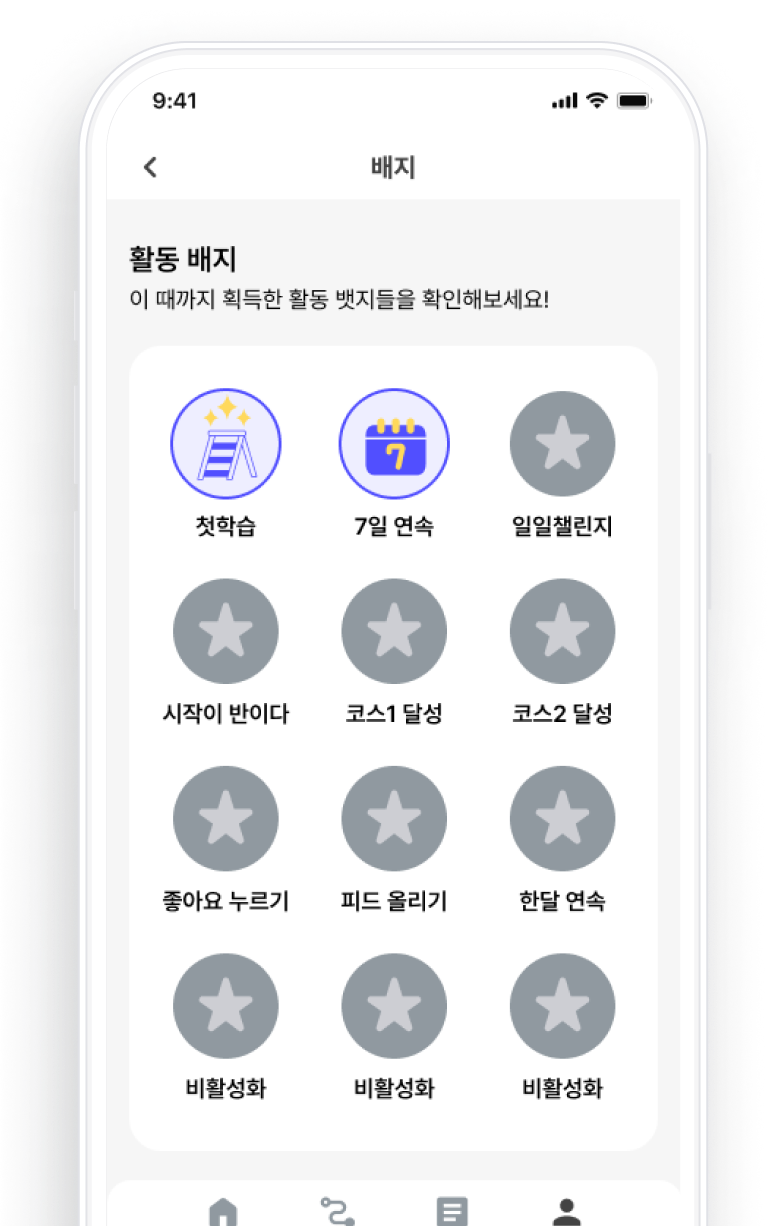 9:41
배지
활동 배지
이 때까지 획득한 활동 뱃지들을 확인해보세요!
7
첫학습 7일 연속 일일챌린지
시작이 반이다 코스1 달성 코스2 달성
좋아요 누르기 피드 올리기 한달 연속
비활성화 비활성화 비활성화